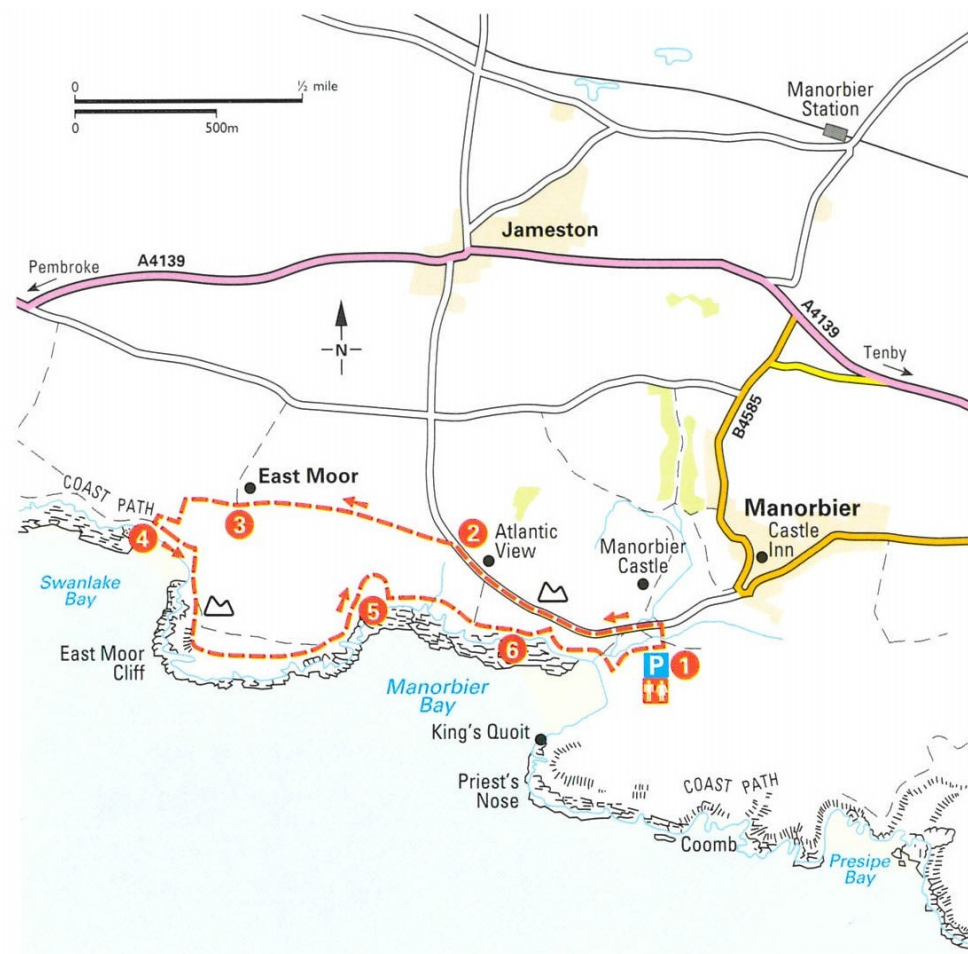 0
½ mile
0
500m
Manorbier
Station
Jameston
Pembroke
A4139
N
A4139
Tenby
B4585
COAST PATH
East Moor
3
4
2
Atlantic
View
Manorbier
Castle
Manorbier
Castle
Inn
Swanlake
Bay
5
6
P
1
East Moor
Cliff
Manorbier
Bay
King's Quoit
Priest's
Nose
COAST PATH
Coomb
Presipe
Bay